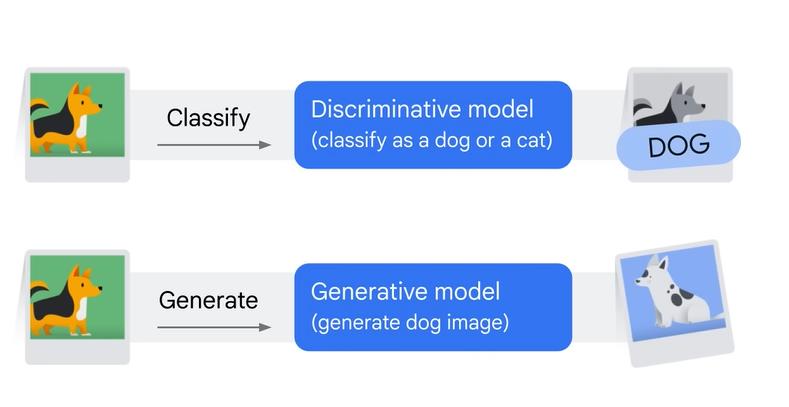 Classify
Discriminative model
(classify as a dog or a cat)
DOG
Generate
Generative model
(generate dog image)